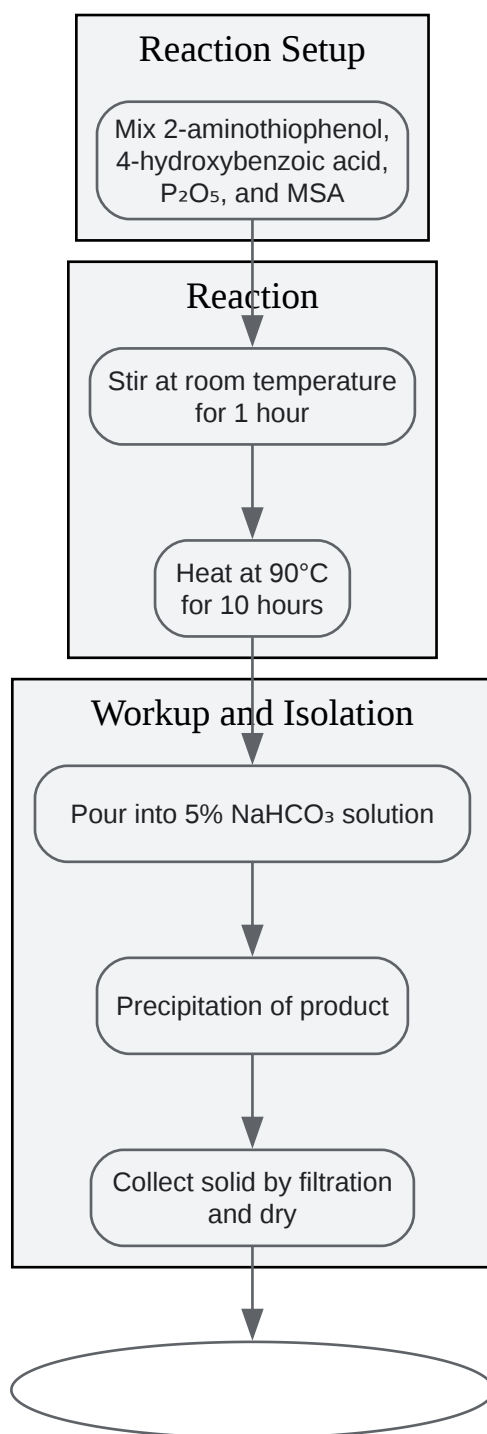 Reaction Setup
Mix 2-aminothiophenol,
4-hydroxybenzoic acid,
P₂O₅, and MSA
Reaction
Stir at room temperature
for 1 hour
Heat at 90°C
for 10 hours
Workup and Isolation
Pour into 5% NaHCO₃ solution
Precipitation of product
Collect solid by filtration
and dry